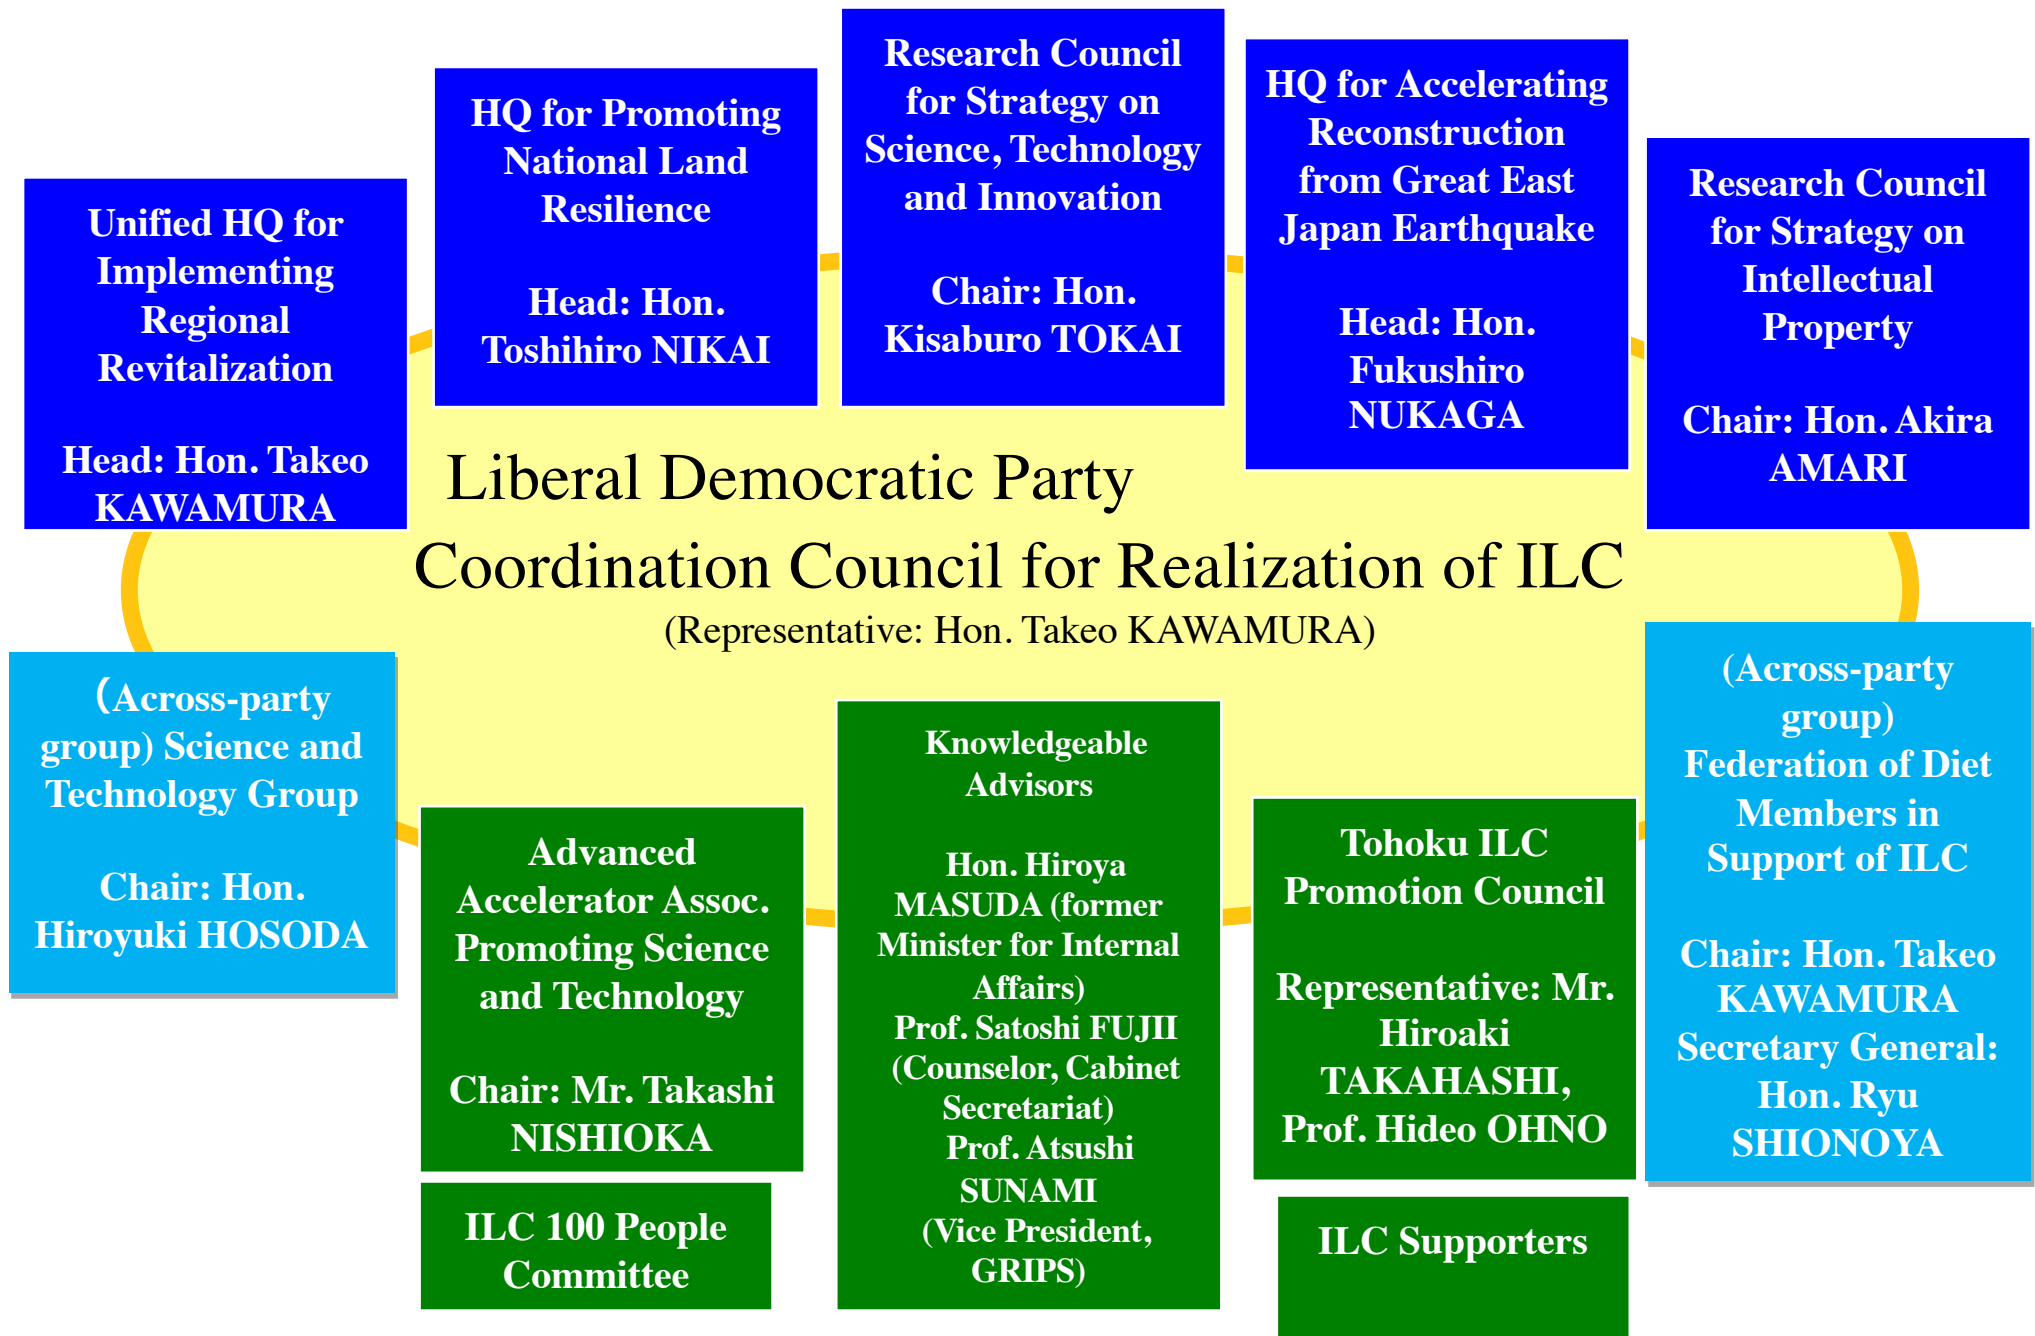 Unified HQ for
Implementing
Regional
Revitalization
Head: Hon. Takeo
KAWAMURA
HQ for Promoting
National Land
Resilience
Head: Hon.
Toshihiro NIKAI
Research Council
for Strategy on
Science, Technology
and Innovation
Chair: Hon.
Kisaburo TOKAI
HQ for Accelerating
Reconstruction
from Great East
Japan Earthquake
Head: Hon.
Fukushiro
NUKAGA
Research Council
for Strategy on
Intellectual
Property
Chair: Hon. Akira
AMARI
Liberal Democratic Party
Coordination Council for Realization of ILC
(Representative: Hon. Takeo KAWAMURA)
（Across-party
group) Science and
Technology Group
Chair: Hon.
Hiroyuki HOSODA
Advanced
Accelerator Assoc.
Promoting Science
and Technology
Chair: Mr. Takashi
NISHIOKA
ILC 100 People
Committee
Knowledgeable
Advisors
Hon. Hiroya
MASUDA (former
Minister for Internal
Affairs)
Prof. Satoshi FUJII
(Counselor, Cabinet
Secretariat)
Prof. Atsushi
SUNAMI
(Vice President,
GRIPS)
Tohoku ILC
Promotion Council
Representative: Mr.
Hiroaki
TAKAHASHI,
Prof. Hideo OHNO
ILC Supporters
(Across-party
group)
Federation of Diet
Members in
Support of ILC
Chair: Hon. Takeo
KAWAMURA
Secretary General:
Hon. Ryu
SHIONOYA